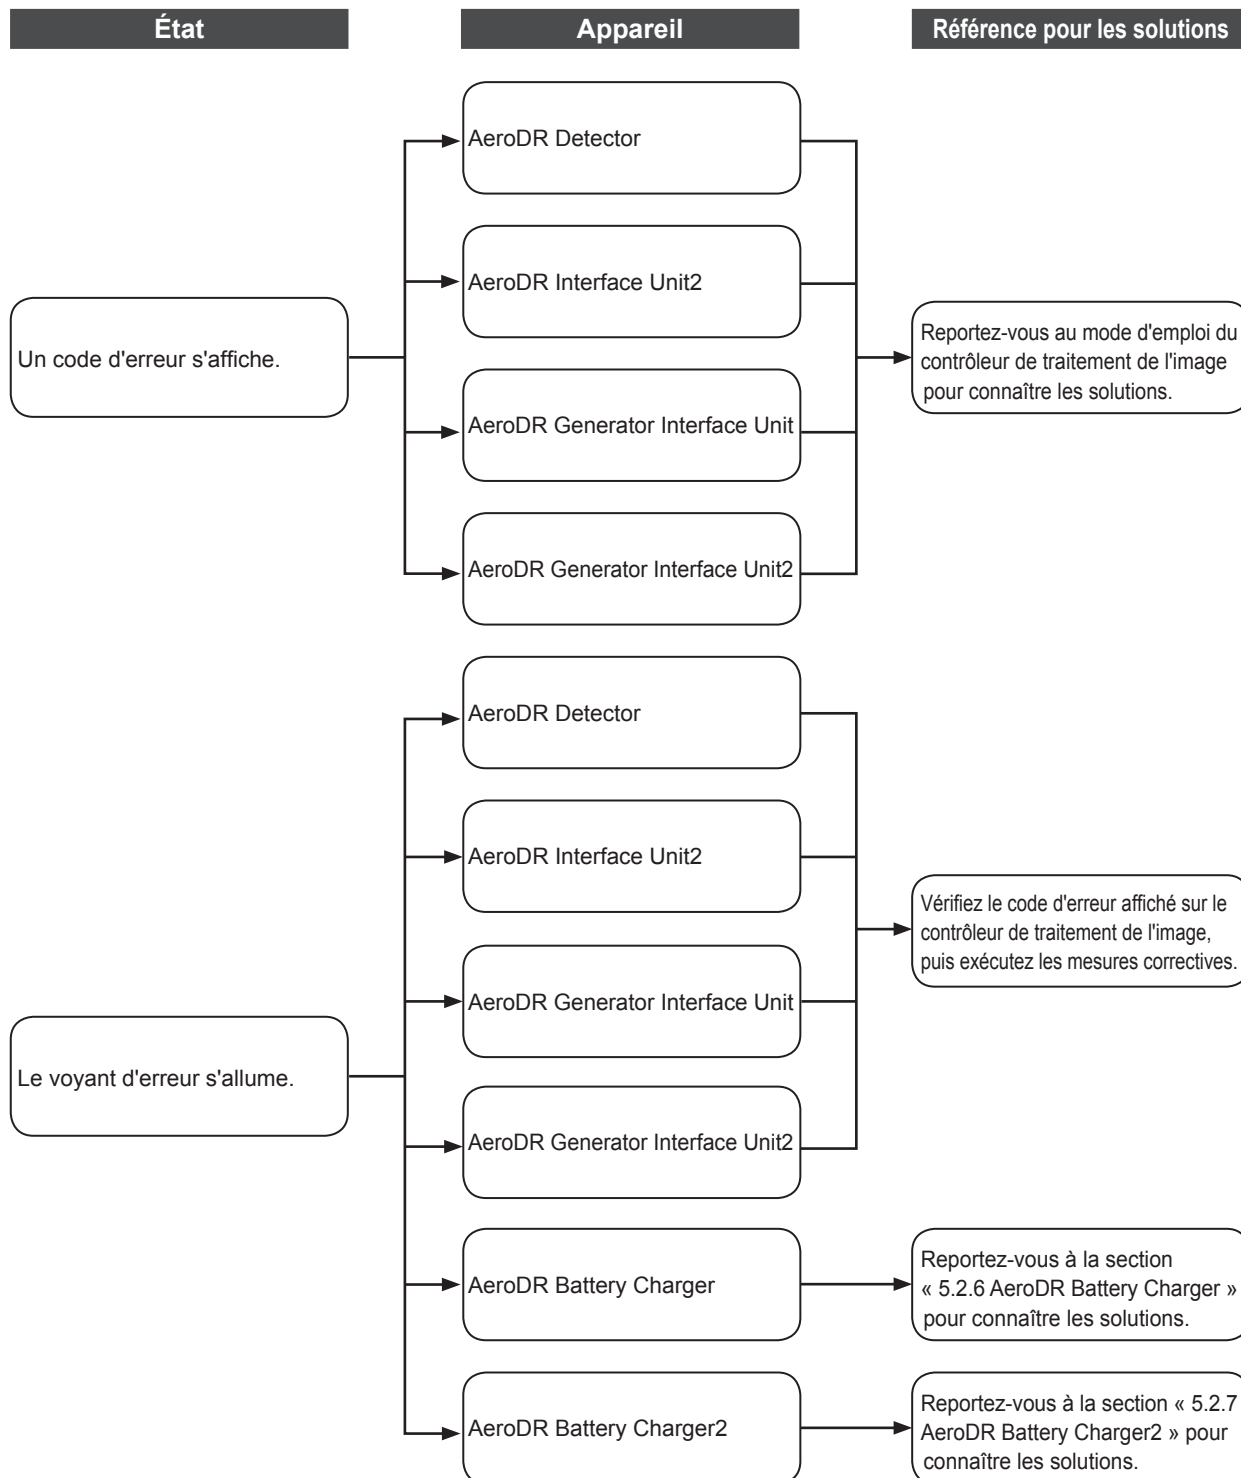 État
Appareil
Référence pour les solutions
Un code d'erreur s'affiche.
AeroDR Detector
AeroDR Interface Unit2
AeroDR Generator Interface Unit
AeroDR Generator Interface Unit2
Reportez-vous au mode d'emploi du
contrôleur de traitement de l'image
pour connaître les solutions.
Le voyant d'erreur s'allume.
AeroDR Detector
AeroDR Interface Unit2
AeroDR Generator Interface Unit
AeroDR Generator Interface Unit2
Vérifiez le code d'erreur affiché sur le
contrôleur de traitement de l'image,
puis exécutez les mesures correctives.
AeroDR Battery Charger
Reportez-vous à la section
« 5.2.6 AeroDR Battery Charger »
pour connaître les solutions.
AeroDR Battery Charger2
Reportez-vous à la section « 5.2.7
AeroDR Battery Charger2 » pour
connaître les solutions.